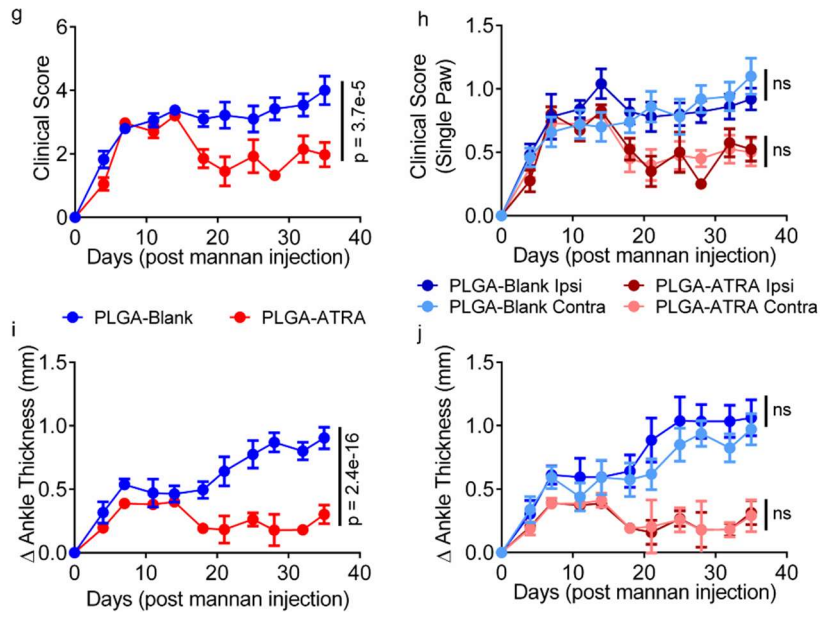 g
6
4
2
0
Clinical Score
p = 3.7e-5
0 10 20 30 40
Days (post mannan injection)
h
1.5
1.0
0.5
0.0
Clinical Score
(Single Paw)
ns
ns
0 10 20 30 40
Days (post mannan injection)
PLGA-Blank PLGA-ATRA
PLGA-Blank Ipsi PLGA-ATRA Ipsi
PLGA-Blank Contra PLGA-ATRA Contra
i
1.5
1.0
0.5
0.0
Δ Ankle Thickness (mm)
p = 2.4e-16
0 10 20 30 40
Days (post mannan injection)
j
1.5
1.0
0.5
0.0
Δ Ankle Thickness (mm)
ns
ns
0 10 20 30 40
Days (post mannan injection)